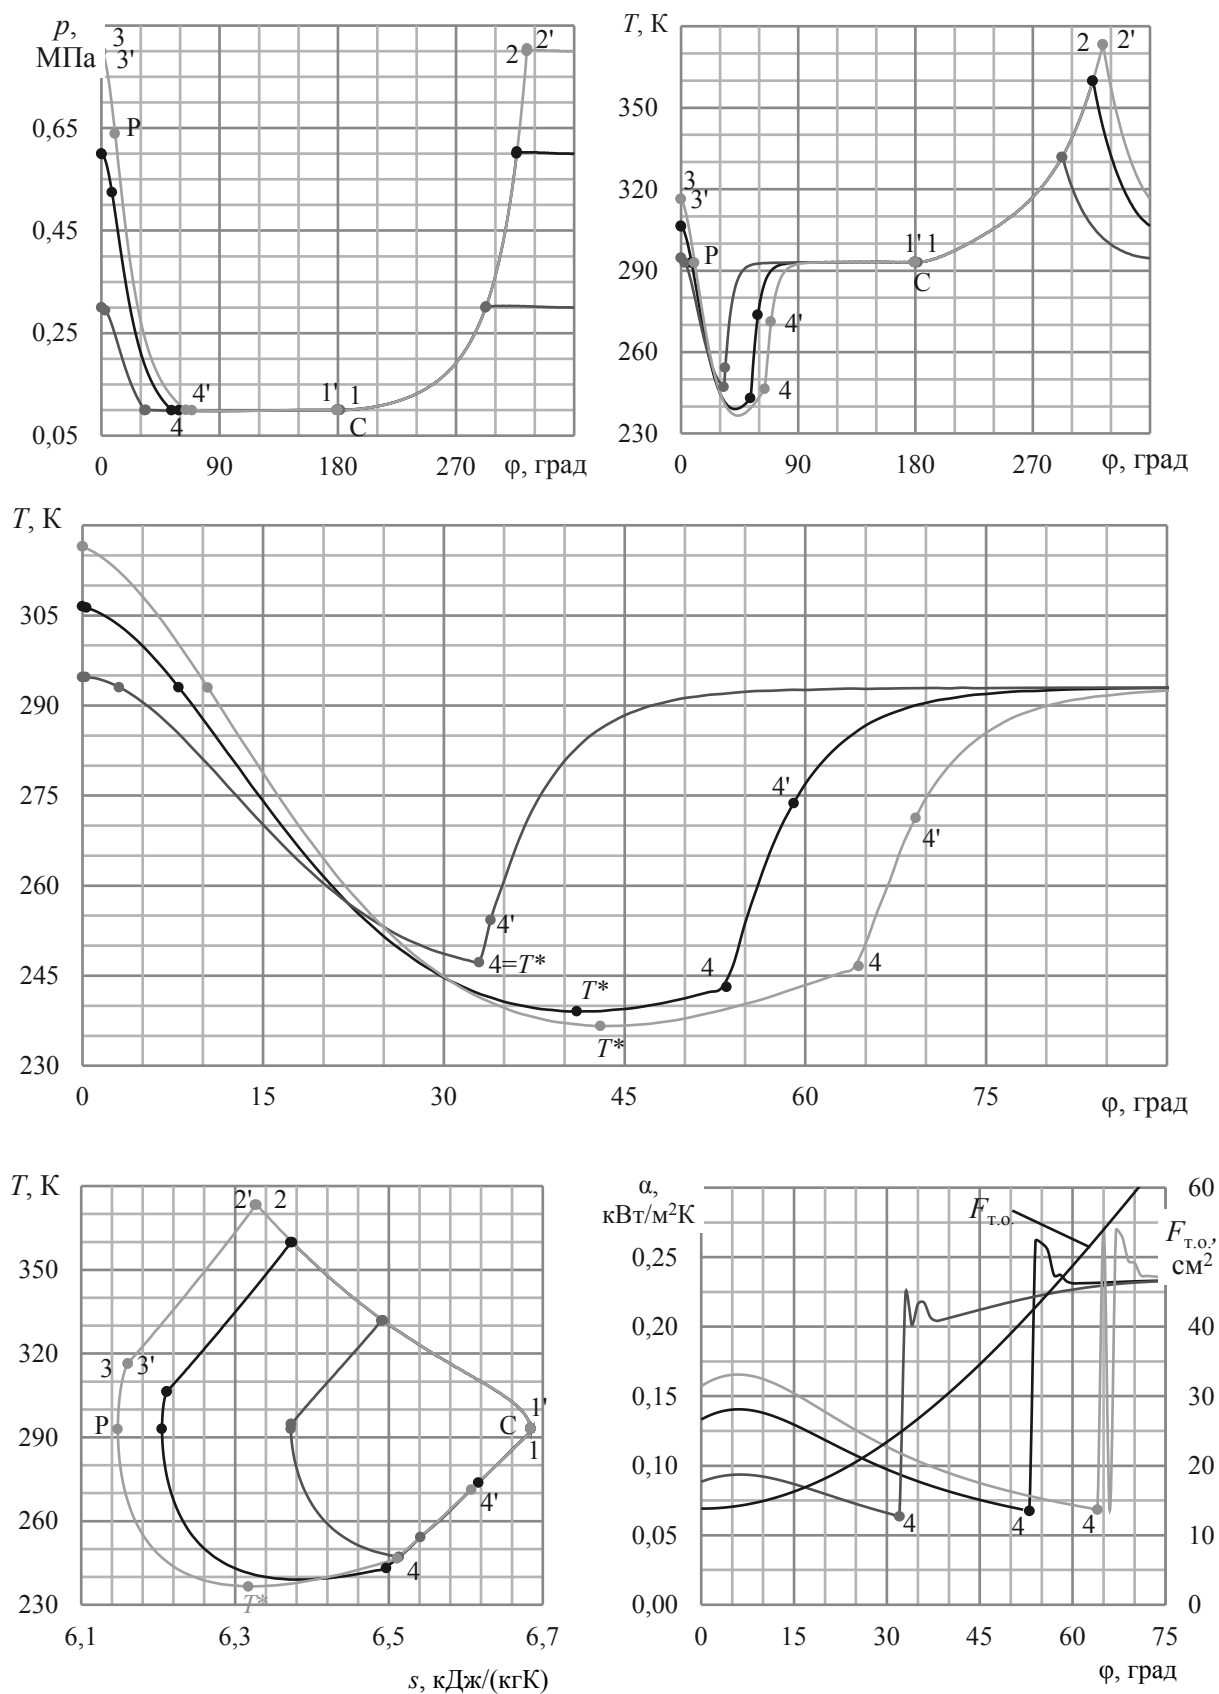 p,
МПа
3
3'
P
0,65
0,45
0,25
0,05
2'
2
4'
4
1' 1
C
0 90 180 270 φ, град
T, К
350
320
290
260
230
2 2'
3
3'
P
1' 1
C
4'
4
0 90 180 270 φ, град
T, К
305
290
275
260
245
230
4'
4=T*
T*
4
4'
T*
4
4'
0 15 30 45 60 75 φ, град
T, К
350
320
290
260
230
2' 2
3 3'
P
C
1'
1
4'
4
T*
6,1 6,3 6,5 6,7
s, кДж/(кгК)
α,
кВт/м²К
0,25
0,20
0,15
0,10
0,05
0,00
Fт.о.
Fт.о.,
см²
60
40
30
20
10
0
4
4
4
0 15 30 45 60 75
φ, град